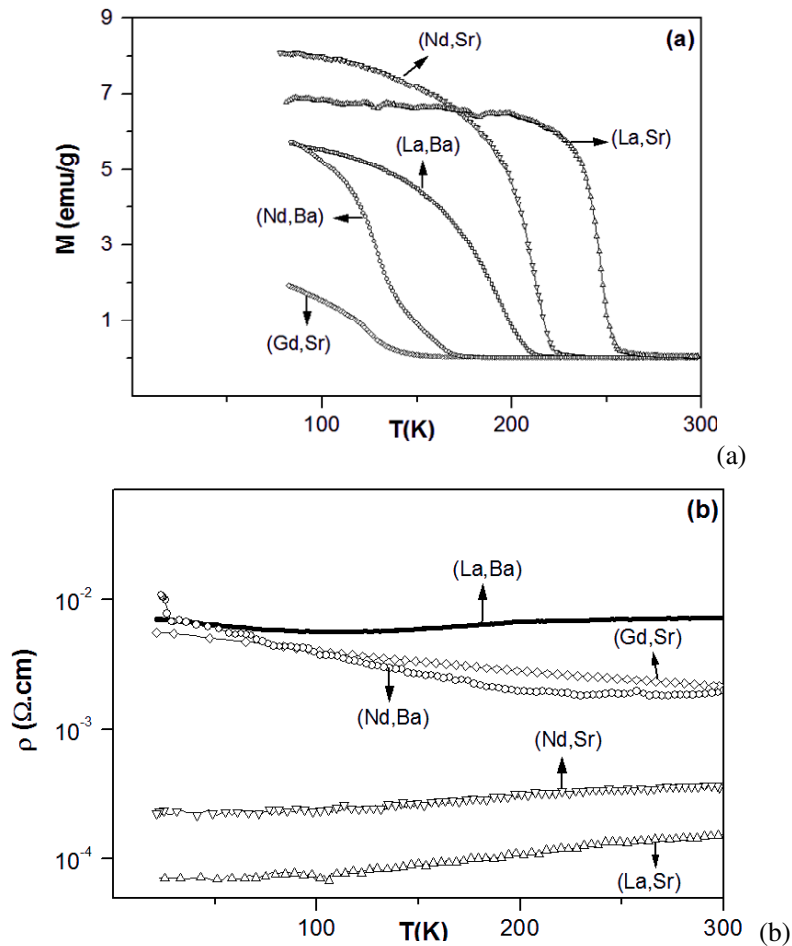 9
(a)
(Nd,Sr)
7
(La,Sr)
(La,Ba)
5
(Nd,Ba)
M (emu/g)
3
1
(Gd,Sr)
100 200 300
T(K)
(a)
(b)
(La,Ba)
10⁻²
(Gd,Sr)
(Nd,Ba)
10⁻³
ρ (Ω.cm)
(Nd,Sr)
10⁻⁴
(La,Sr)
100 200 300
T(K)
(b)